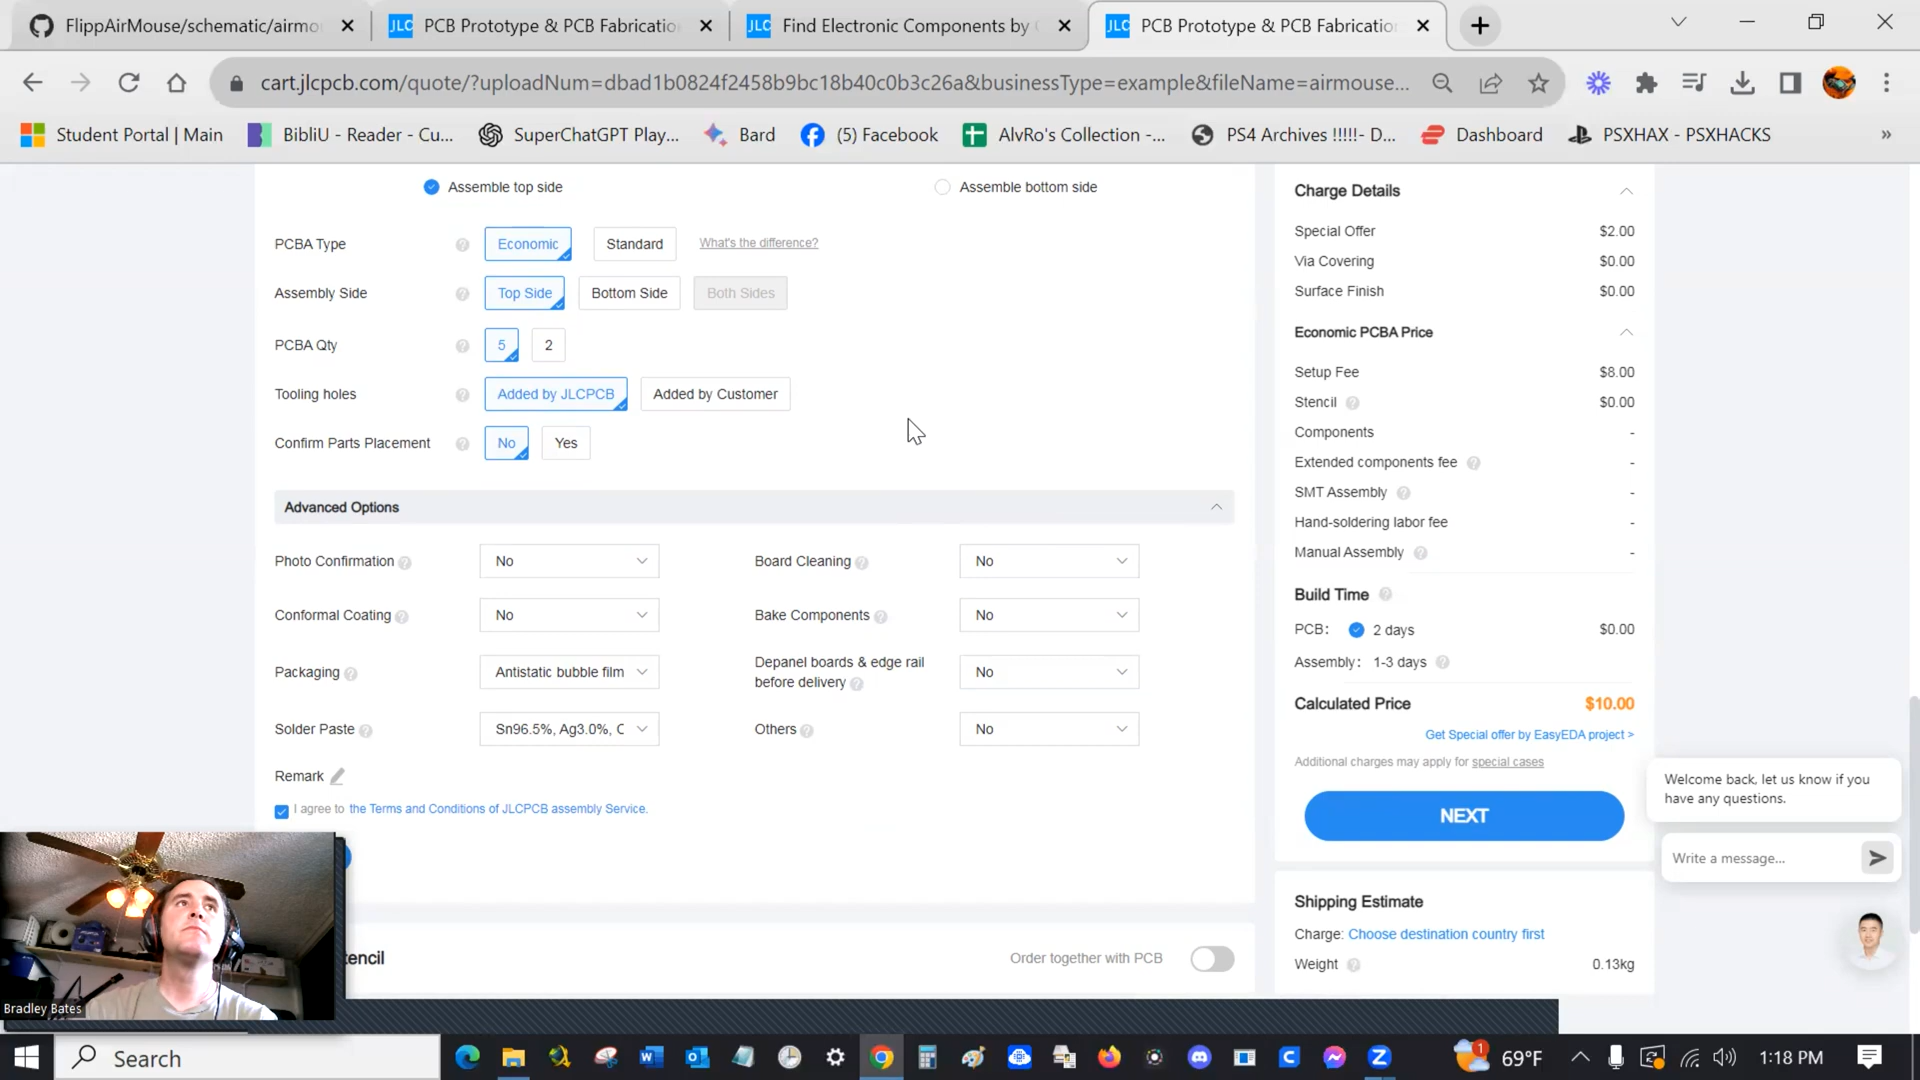 FlippAirMouse/schematic/airmo
JLC PCB Prototype & PCB Fabricatio
JLC Find Electronic Components by
JLC PCB Prototype & PCB Fabrication
cart.jlcpcb.com/quote/?uploadNum=dbad1b0824f2458b9bc18b40c0b3c26a&businessType=example&fileName=airmouse...
Student Portal | Main
BibliU - Reader - Cu...
SuperChatGPT Play...
Bard
(5) Facebook
AlvRo's Collection -...
PS4 Archives !!!!!- D...
Dashboard
PSXHAX - PSXHACKS
»
Assemble top side
Assemble bottom side
PCBA Type
Economic
Standard
What's the difference?
Assembly Side
Top Side
Bottom Side
Both Sides
PCBA Qty
5
2
Tooling holes
Added by JLCPCB
Added by Customer
Confirm Parts Placement
No
Yes
Advanced Options
Photo Confirmation
No
Board Cleaning
No
Conformal Coating
No
Bake Components
No
Packaging
Antistatic bubble film
Depanel boards & edge rail
before delivery
No
Solder Paste
Sn96.5%, Ag3.0%, C
Others
No
Remark
I agree to the Terms and Conditions of JLCPCB assembly Service.
tencil
Order together with PCB
Charge Details
Special Offer $2.00
Via Covering $0.00
Surface Finish $0.00
Economic PCBA Price
Setup Fee $8.00
Stencil $0.00
Components -
Extended components fee -
SMT Assembly -
Hand-soldering labor fee -
Manual Assembly -
Build Time
PCB: 2 days $0.00
Assembly: 1-3 days
Calculated Price $10.00
Get Special offer by EasyEDA project >
Additional charges may apply for special cases
NEXT
Shipping Estimate
Charge: Choose destination country first
Weight 0.13kg
Welcome back, let us know if you
have any questions.
Write a message...
Bradley Bates
Search
1
69°F
1:18 PM